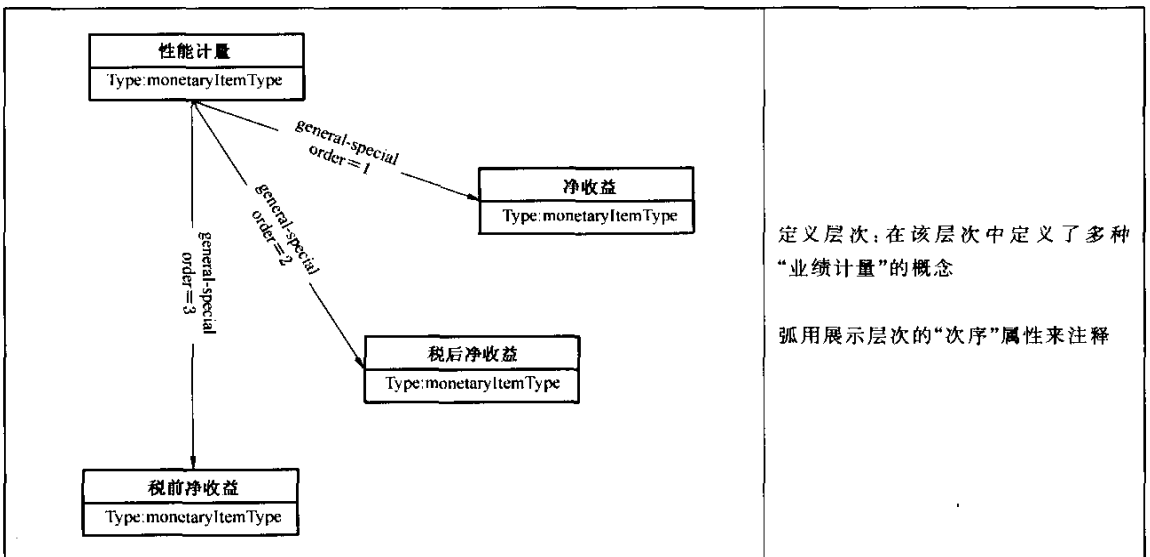 性能计量
Type:monetaryItemType
general-special
order=1
净收益
Type:monetaryItemType
general-special
order=2
税后净收益
Type:monetaryItemType
general-special
order=3
税前净收益
Type:monetaryItemType
定义层次:在该层次中定义了多种
“业绩计量”的概念
弧用展示层次的“次序”属性来注释